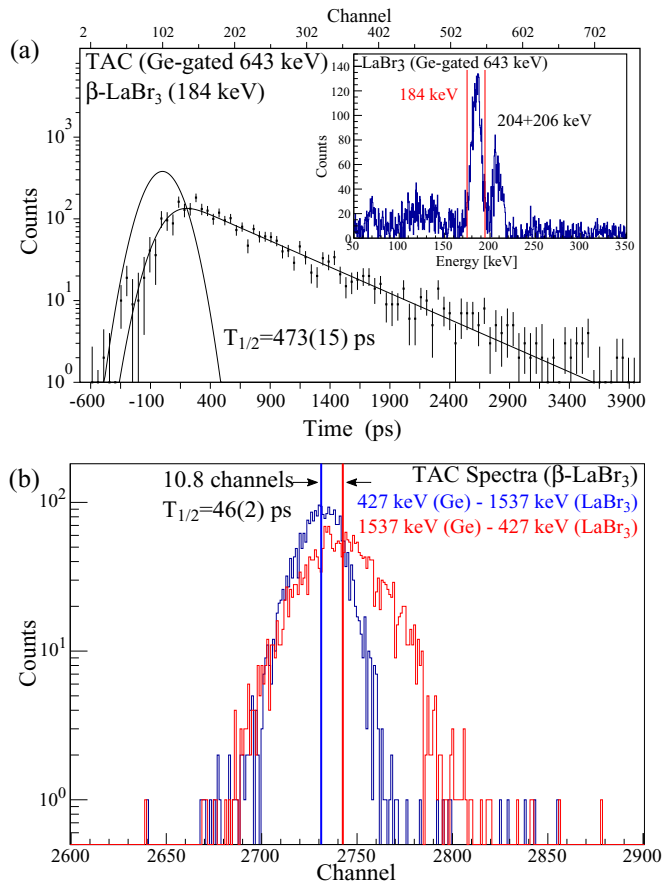 Channel
2 102 202 302 402 502 602 702
(a)
TAC (Ge-gated 643 keV)
β-LaBr₃ (184 keV)
LaBr₃ (Ge-gated 643 keV)
184 keV
204+206 keV
Counts
140
120
100
80
60
40
20
0
50 100 150 200 250 300 350
Energy [keV]
Counts
10³
10²
10
10⁰
T₁/₂=473(15) ps
-600 -100 400 900 1400 1900 2400 2900 3400 3900
Time (ps)
(b)
10.8 channels
T₁/₂=46(2) ps
TAC Spectra (β-LaBr₃)
427 keV (Ge) - 1537 keV (LaBr₃)
1537 keV (Ge) - 427 keV (LaBr₃)
Counts
10²
10¹
10⁰
2600 2650 2700 2750 2800 2850 2900
Channel